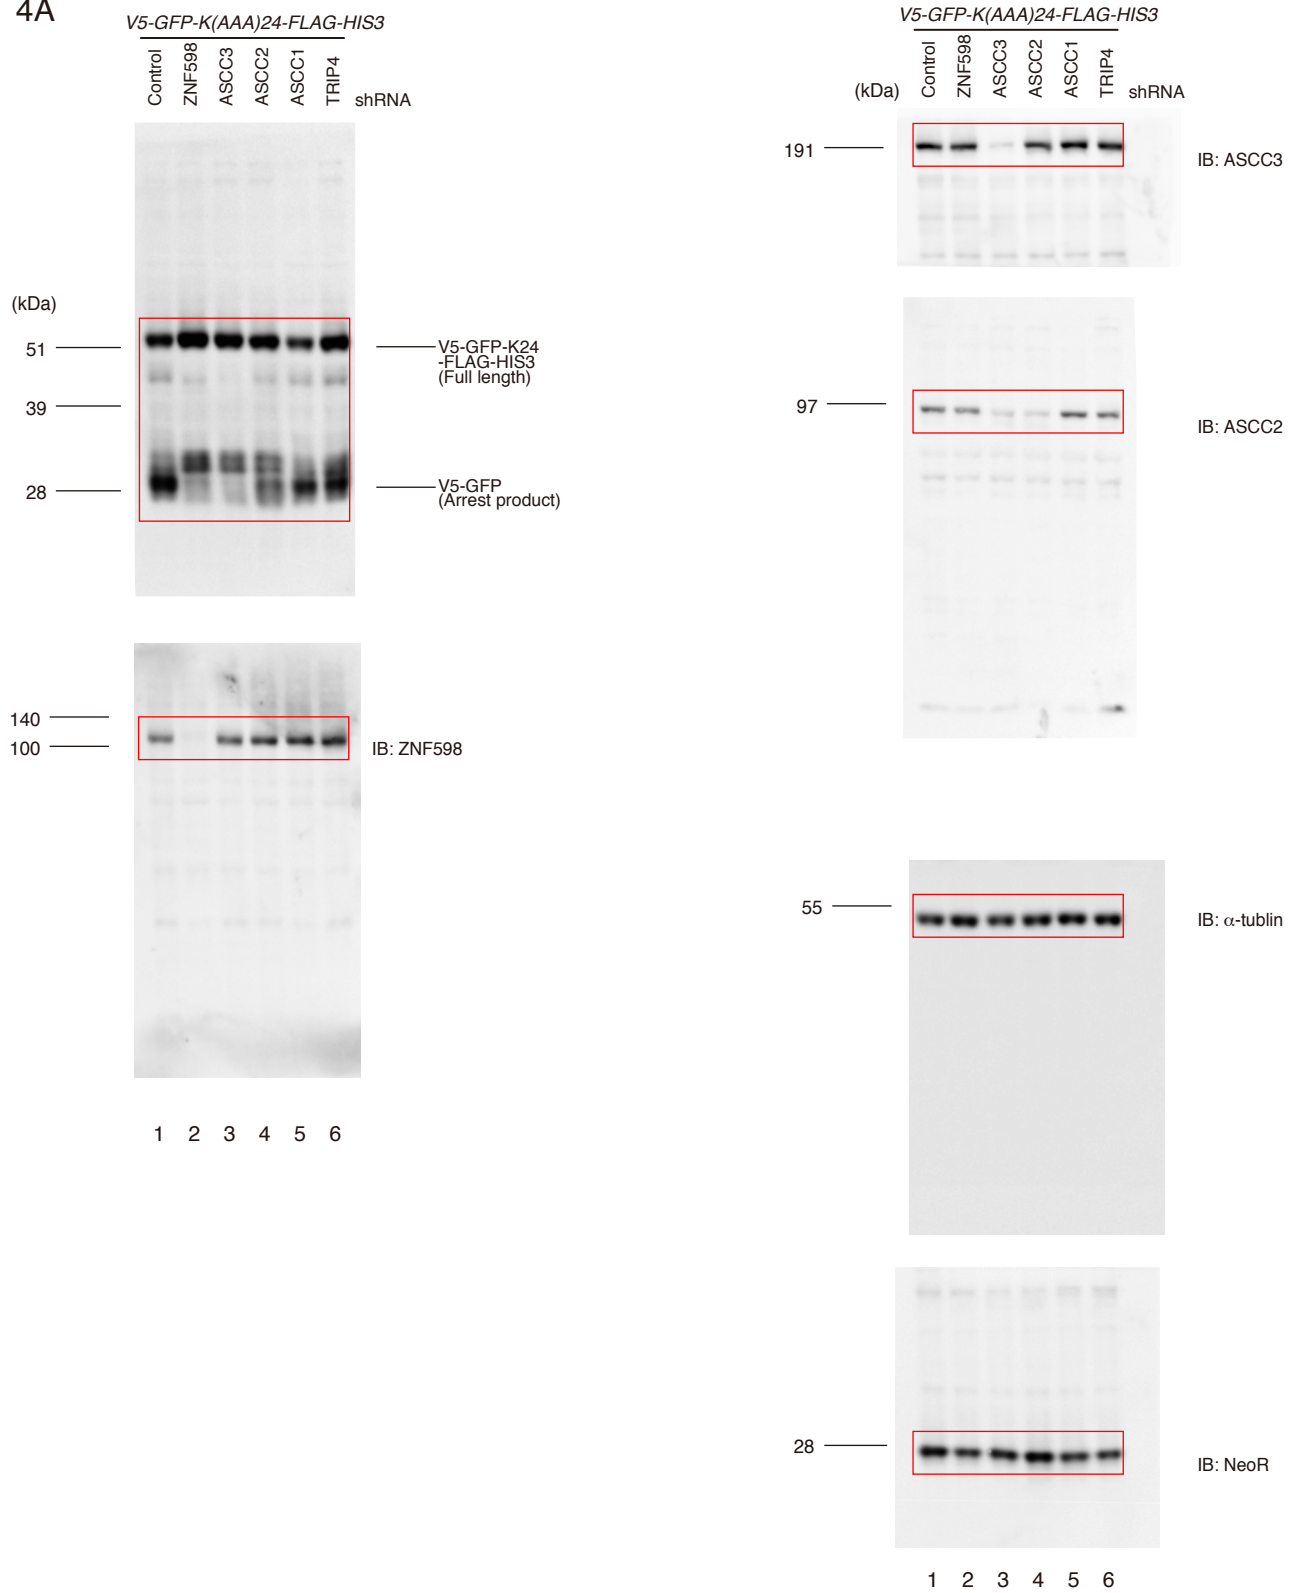 4A
V5-GFP-K(AAA)24-FLAG-HIS3
Control
ZNF598
ASCC3
ASCC2
ASCC1
TRIP4
shRNA
(kDa)
51
39
28
V5-GFP-K24
-FLAG-HIS3
(Full length)
V5-GFP
(Arrest product)
140
100
IB: ZNF598
1 2 3 4 5 6
V5-GFP-K(AAA)24-FLAG-HIS3
(kDa)
Control
ZNF598
ASCC3
ASCC2
ASCC1
TRIP4
shRNA
191
IB: ASCC3
97
IB: ASCC2
55
IB: α-tublin
28
IB: NeoR
1 2 3 4 5 6